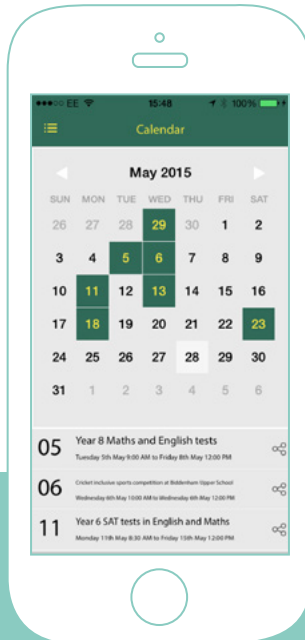 EE 15:48 100%
Calendar
May 2015
SUN MON TUE WED THU FRI SAT
26 27 28 29 30 1 2
3 4 5 6 7 8 9
10 11 12 13 14 15 16
17 18 19 20 21 22 23
24 25 26 27 28 29 30
31 1 2 3 4 5 6
05 Year 8 Maths and English tests
Tuesday 5th May 9:00 AM to Friday 8th May 12:00 PM
06 Cricket inclusive sports competition at Biddenham Upper School
Wednesday 6th May 10:00 AM to Wednesday 6th May 12:00 PM
11 Year 6 SAT tests in English and Maths
Monday 11th May 8:30 AM to Friday 15th May 12:00 PM